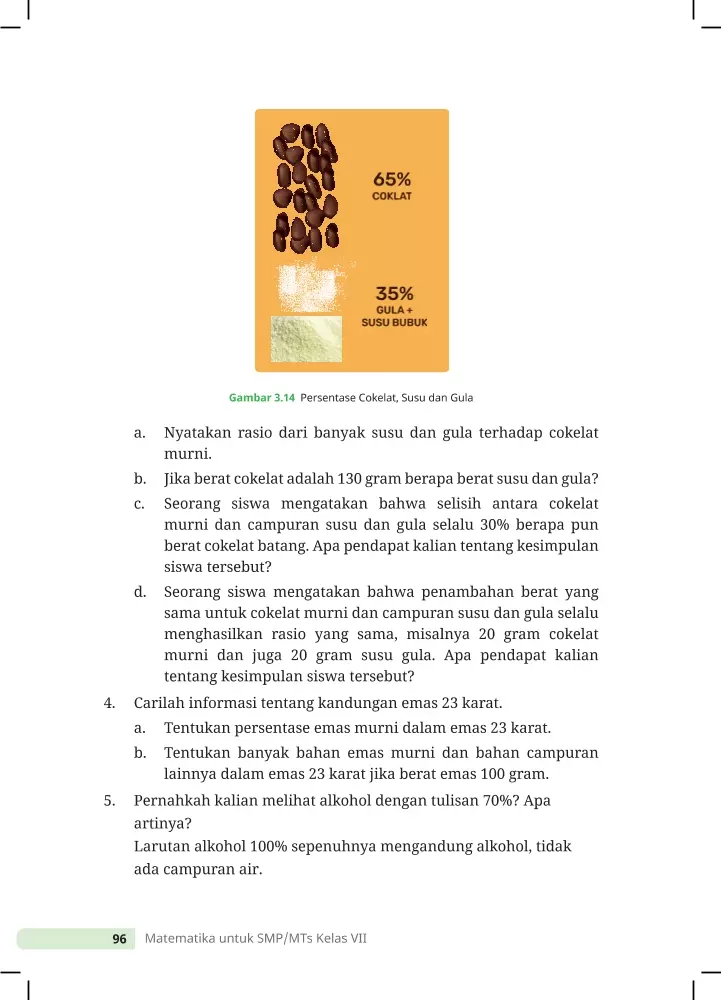 65%
COKLAT
35%
GULA +
SUSU BUBUK
Gambar 3.14 Persentase Cokelat, Susu dan Gula
a. Nyatakan rasio dari banyak susu dan gula terhadap cokelat
murni.
b. Jika berat cokelat adalah 130 gram berapa berat susu dan gula?
c. Seorang siswa mengatakan bahwa selisih antara cokelat
murni dan campuran susu dan gula selalu 30% berapa pun
berat cokelat batang. Apa pendapat kalian tentang kesimpulan
siswa tersebut?
d. Seorang siswa mengatakan bahwa penambahan berat yang
sama untuk cokelat murni dan campuran susu dan gula selalu
menghasilkan rasio yang sama, misalnya 20 gram cokelat
murni dan juga 20 gram susu gula. Apa pendapat kalian
tentang kesimpulan siswa tersebut?
4. Carilah informasi tentang kandungan emas 23 karat.
a. Tentukan persentase emas murni dalam emas 23 karat.
b. Tentukan banyak bahan emas murni dan bahan campuran
lainnya dalam emas 23 karat jika berat emas 100 gram.
5. Pernahkah kalian melihat alkohol dengan tulisan 70%? Apa
artinya?
Larutan alkohol 100% sepenuhnya mengandung alkohol, tidak
ada campuran air.
96 Matematika untuk SMP/MTs Kelas VII